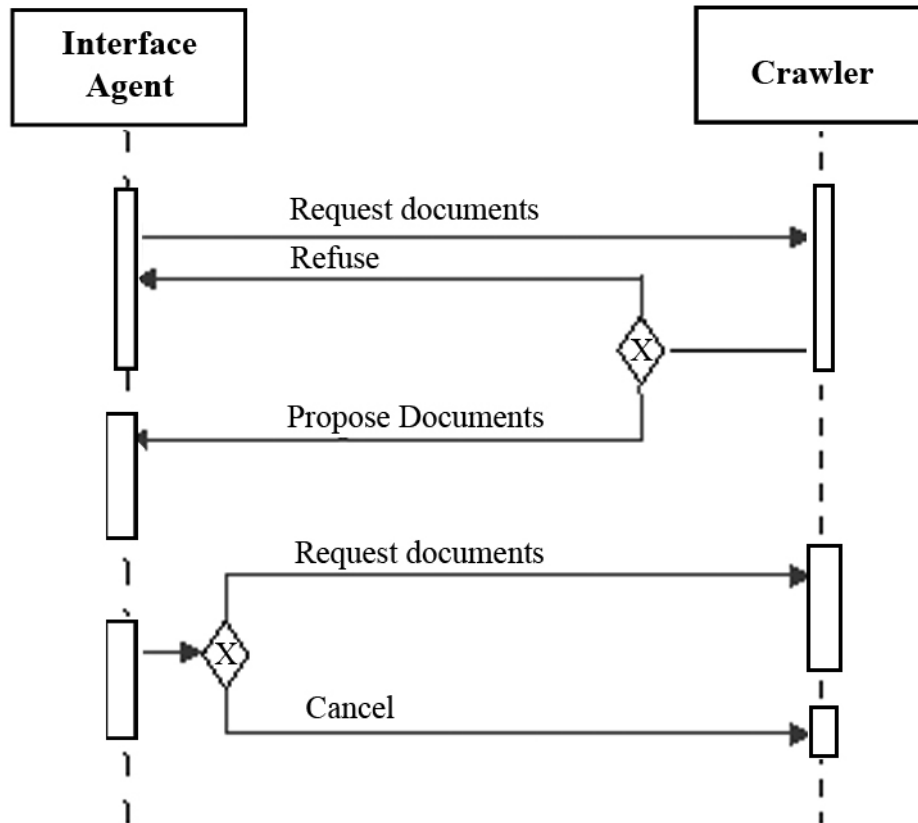 Interface
Agent
Crawler
Request documents
Refuse
X
Propose Documents
Request documents
X
Cancel